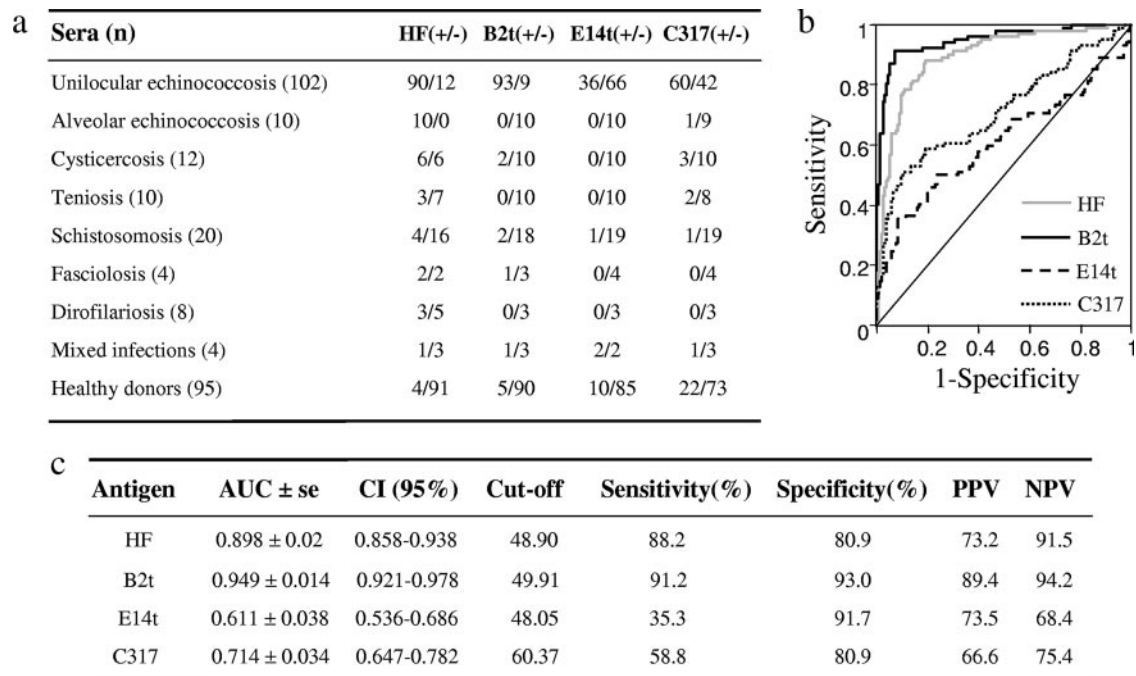 a
Sera (n) HF(+/-) B2t(+/-) E14t(+/-) C317(+/-)
Unilocular echinococcosis (102) 90/12 93/9 36/66 60/42
Alveolar echinococcosis (10) 10/0 0/10 0/10 1/9
Cysticercosis (12) 6/6 2/10 0/10 3/10
Teniosis (10) 3/7 0/10 0/10 2/8
Schistosomosis (20) 4/16 2/18 1/19 1/19
Fasciolosis (4) 2/2 1/3 0/4 0/4
Dirofilariosis (8) 3/5 0/3 0/3 0/3
Mixed infections (4) 1/3 1/3 2/2 1/3
Healthy donors (95) 4/91 5/90 10/85 22/73
b
Sensitivity
1
0.8
0.6
0.4
0.2
0
HF
B2t
E14t
C317
0.2 0.4 0.6 0.8 1
1-Specificity
c
Antigen AUC ± se CI (95%) Cut-off Sensitivity(%) Specificity(%) PPV NPV
HF 0.898 ± 0.02 0.858-0.938 48.90 88.2 80.9 73.2 91.5
B2t 0.949 ± 0.014 0.921-0.978 49.91 91.2 93.0 89.4 94.2
E14t 0.611 ± 0.038 0.536-0.686 48.05 35.3 91.7 73.5 68.4
C317 0.714 ± 0.034 0.647-0.782 60.37 58.8 80.9 66.6 75.4